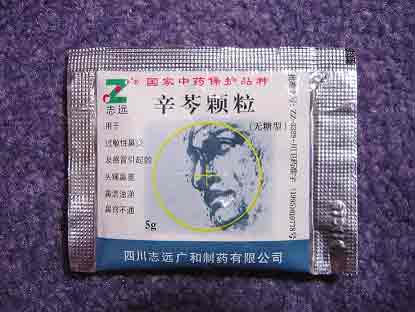 国家中药保护品种
志远
辛芩颗粒
(无糖型)
用于
过敏性鼻炎
及感冒引起的
头痛鼻塞
鼻流浊涕
鼻窍不通
5g
四川志远广和制药有限公司